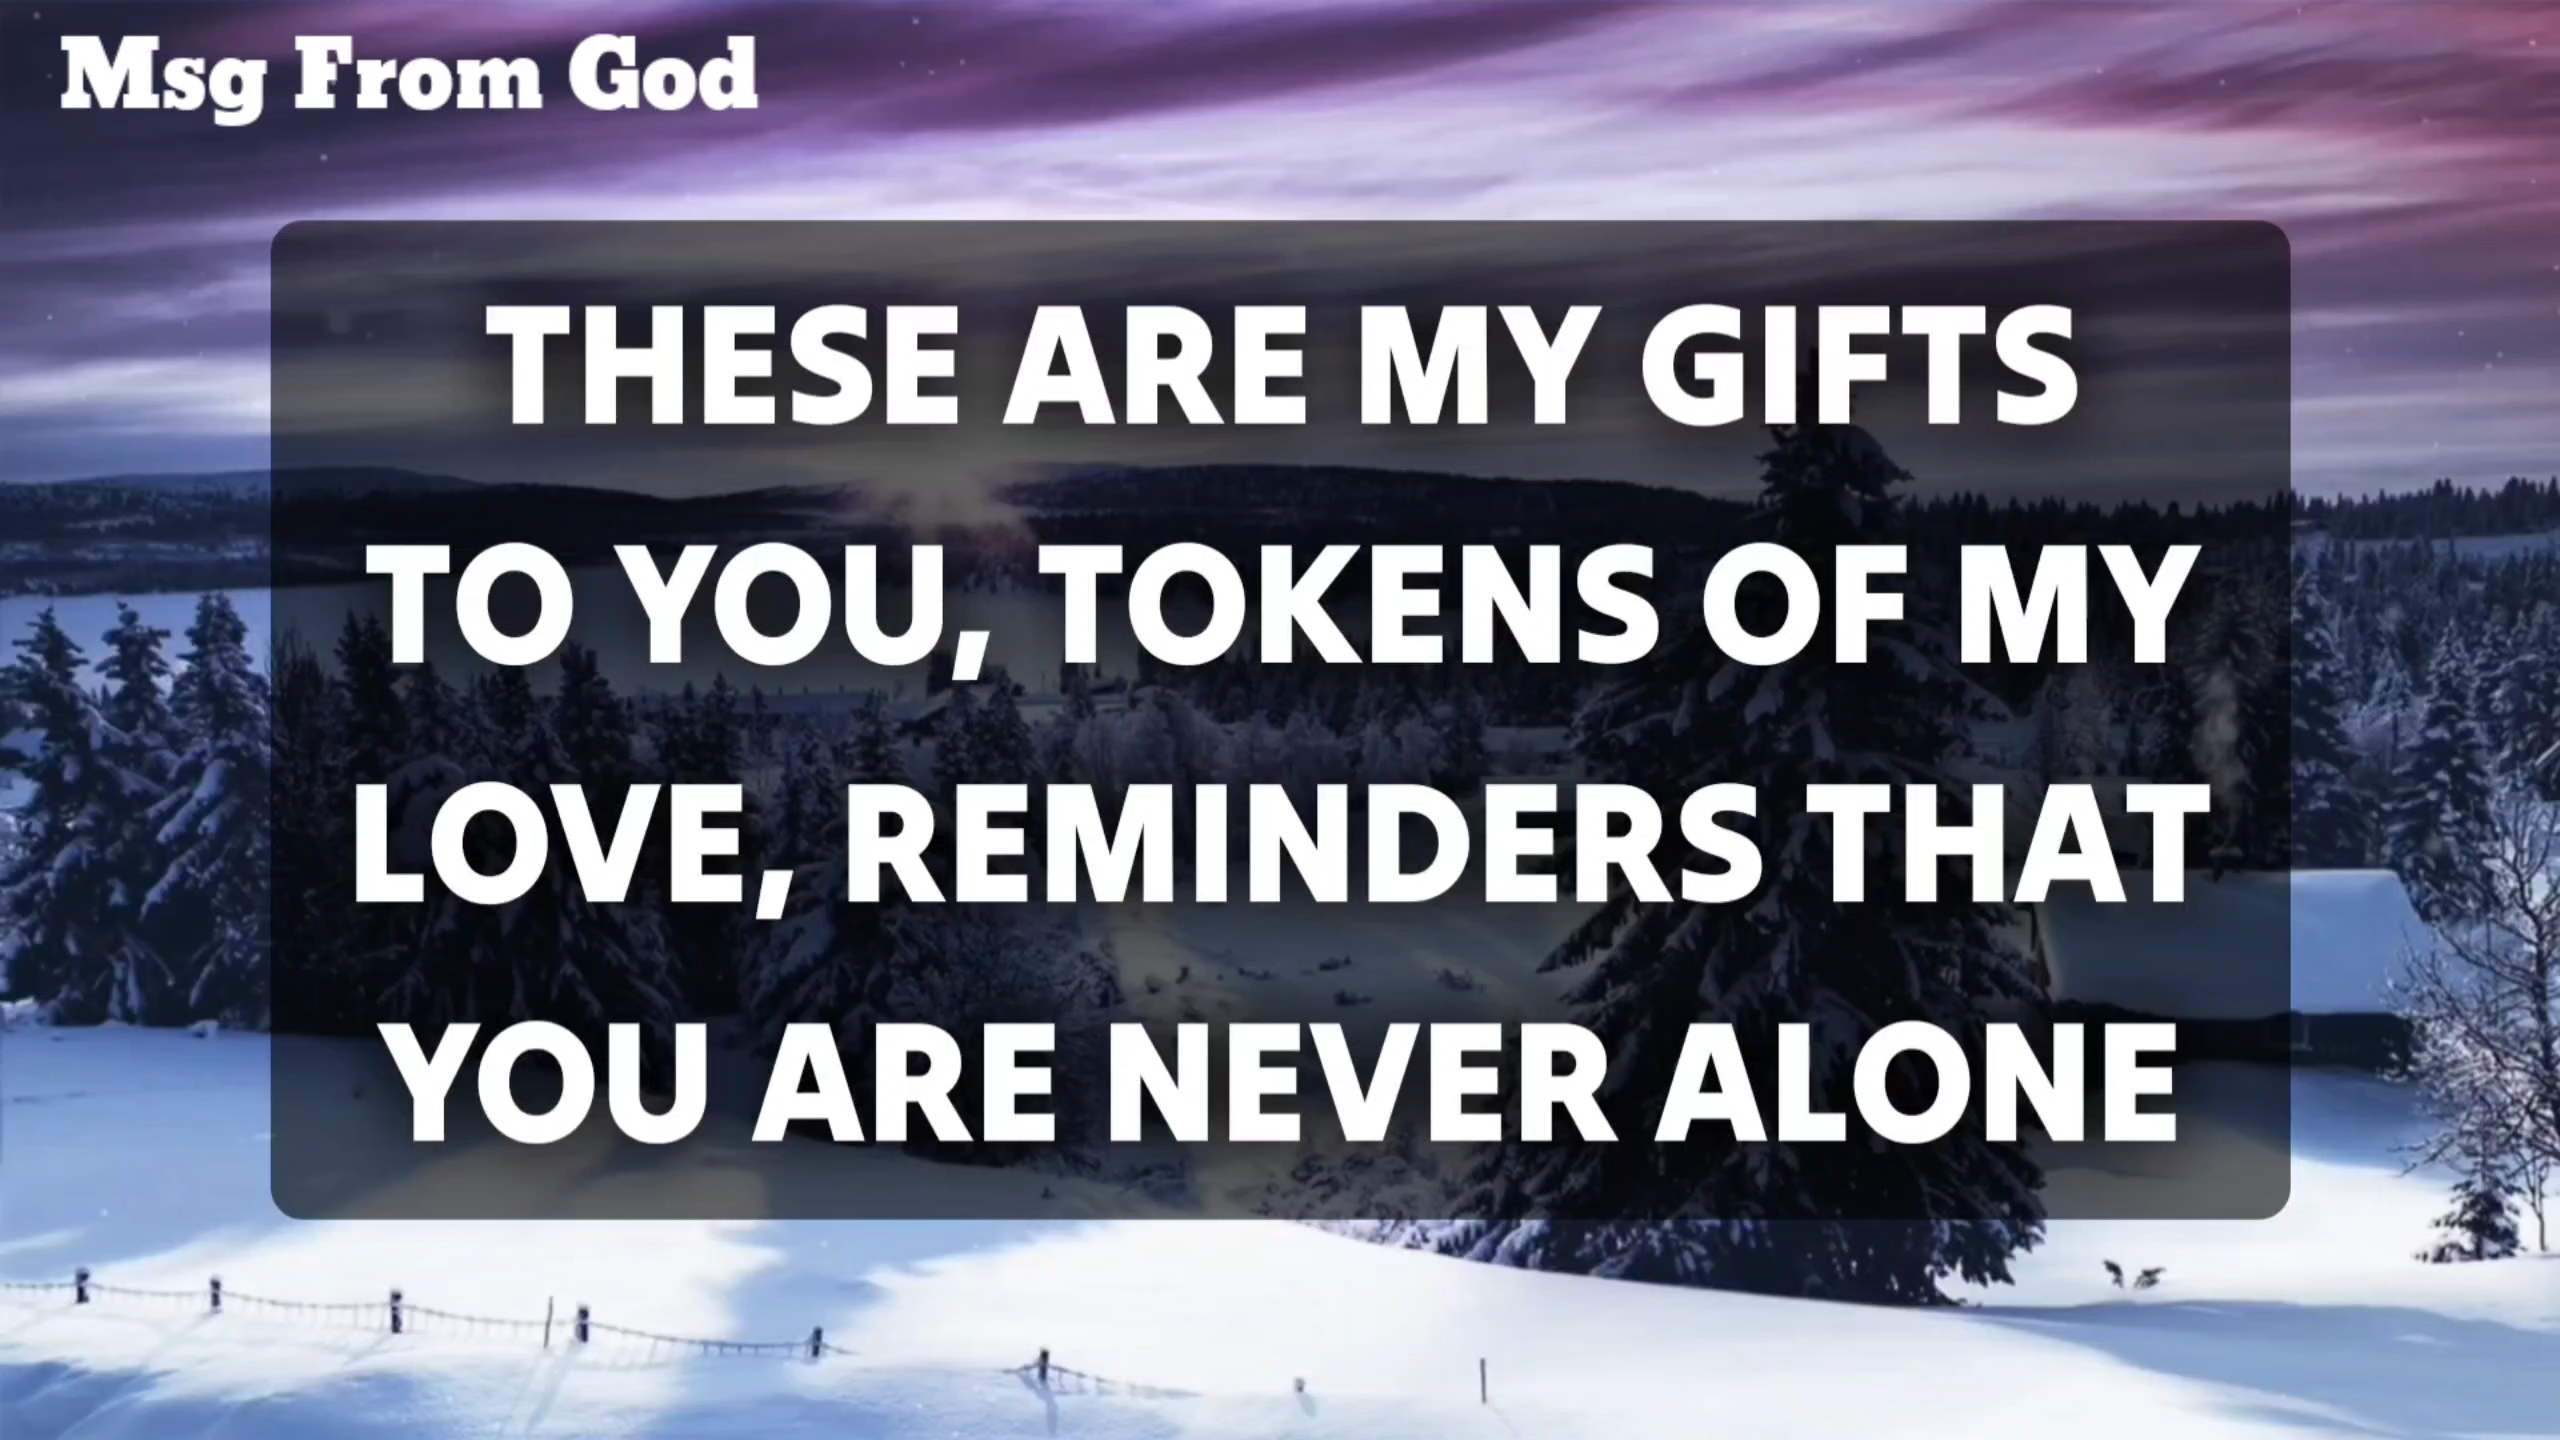 Msg From God
THESE ARE MY GIFTS
TO YOU, TOKENS OF MY
LOVE, REMINDERS THAT
YOU ARE NEVER ALONE